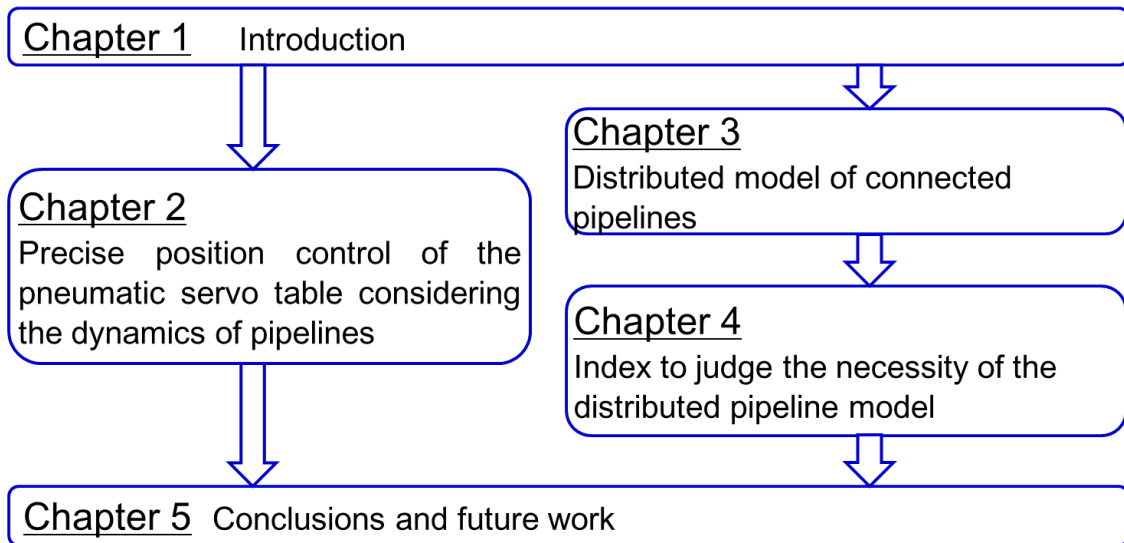 Chapter 1 Introduction
Chapter 2
Precise position control of the
pneumatic servo table considering
the dynamics of pipelines
Chapter 3
Distributed model of connected
pipelines
Chapter 4
Index to judge the necessity of the
distributed pipeline model
Chapter 5 Conclusions and future work